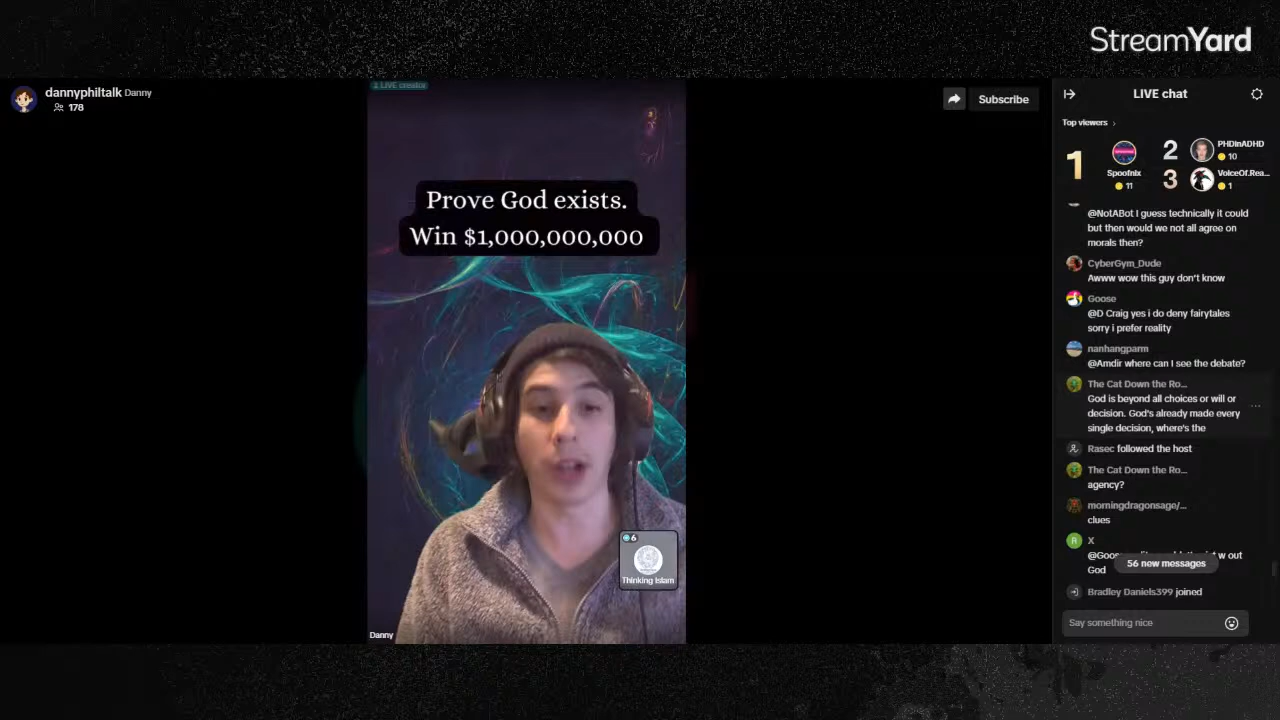 StreamYard
dannyphiltalk Danny
178
LIVE creator
Prove God exists.
Win $1,000,000,000
6
Thinking Islam
Danny
Subscribe
LIVE chat
Top viewers
1
Spoofnix
11
2
PHDinADHD
10
3
VoiceOf.Rea...
1
@NotABot I guess technically it could
but then would we not all agree on
morals then?
CyberGym_Dude
Awww wow this guy don't know
Goose
@D Craig yes i do deny fairytales
sorry i prefer reality
nanhangparm
@Amdir where can I see the debate?
The Cat Down the Ro...
God is beyond all choices or will or
decision. God's already made every
single decision, where's the
Rasec followed the host
The Cat Down the Ro...
agency?
morningdragonsage/...
clues
X
w out
God
56 new messages
Bradley Daniels399 joined
Say something nice